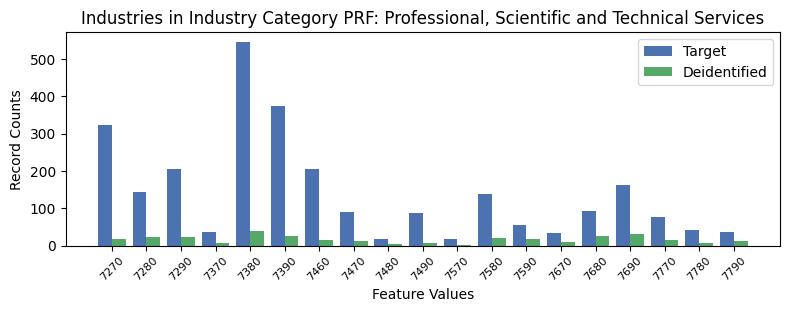 Industries in Industry Category PRF: Professional, Scientific and Technical Services
Target
Deidentified
Record Counts
500
400
300
200
100
0
7270 7280 7290 7370 7380 7390 7460 7470 7480 7490 7570 7580 7590 7670 7680 7690 7770 7780 7790
Feature Values